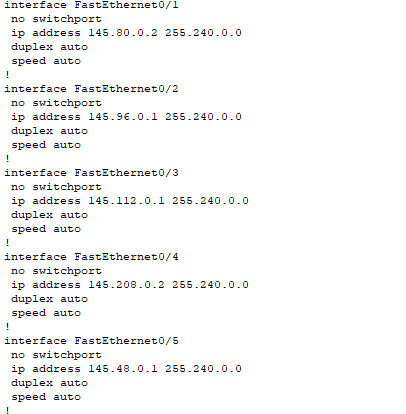 interface FastEthernet0/1
 no switchport
 ip address 145.80.0.2 255.240.0.0
 duplex auto
 speed auto
!
interface FastEthernet0/2
 no switchport
 ip address 145.96.0.1 255.240.0.0
 duplex auto
 speed auto
!
interface FastEthernet0/3
 no switchport
 ip address 145.112.0.1 255.240.0.0
 duplex auto
 speed auto
!
interface FastEthernet0/4
 no switchport
 ip address 145.208.0.2 255.240.0.0
 duplex auto
 speed auto
!
interface FastEthernet0/5
 no switchport
 ip address 145.48.0.1 255.240.0.0
 duplex auto
 speed auto
!